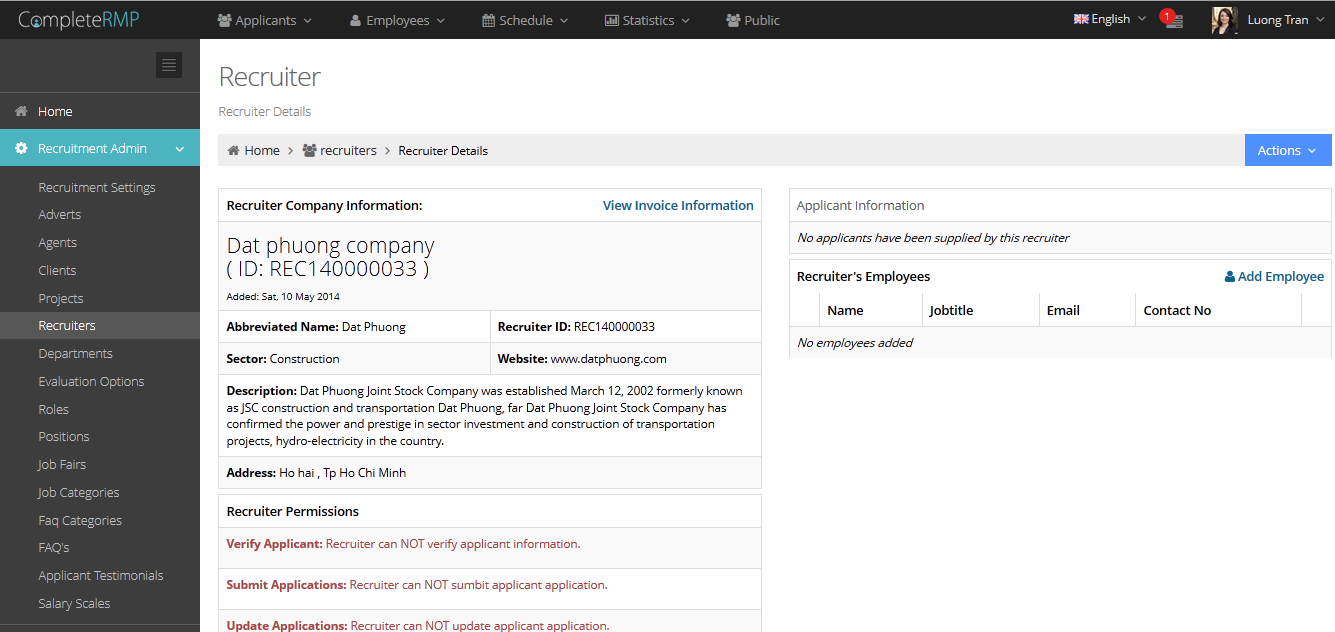 CompleteRMP
Applicants
Employees
Schedule
Statistics
Public
English
1
Luong Tran
Home
Recruitment Admin
Recruitment Settings
Adverts
Agents
Clients
Projects
Recruiters
Departments
Evaluation Options
Roles
Positions
Job Fairs
Job Categories
Faq Categories
FAQ's
Applicant Testimonials
Salary Scales
Recruiter
Recruiter Details
Home > recruiters > Recruiter Details
Actions
Recruiter Company Information:
View Invoice Information
Dat phuong company
( ID: REC140000033 )
Added: Sat, 10 May 2014
Abbreviated Name: Dat Phuong
Recruiter ID: REC140000033
Sector: Construction
Website: www.datphuong.com
Description: Dat Phuong Joint Stock Company was established March 12, 2002 formerly known
as JSC construction and transportation Dat Phuong, far Dat Phuong Joint Stock Company has
confirmed the power and prestige in sector investment and construction of transportation
projects, hydro-electricity in the country.
Address: Ho hai , Tp Ho Chi Minh
Recruiter Permissions
Verify Applicant: Recruiter can NOT verify applicant information.
Submit Applications: Recruiter can NOT sumbit applicant application.
Update Applications: Recruiter can NOT update applicant application.
Applicant Information
No applicants have been supplied by this recruiter
Recruiter's Employees
Add Employee
Name Jobtitle Email Contact No
No employees added